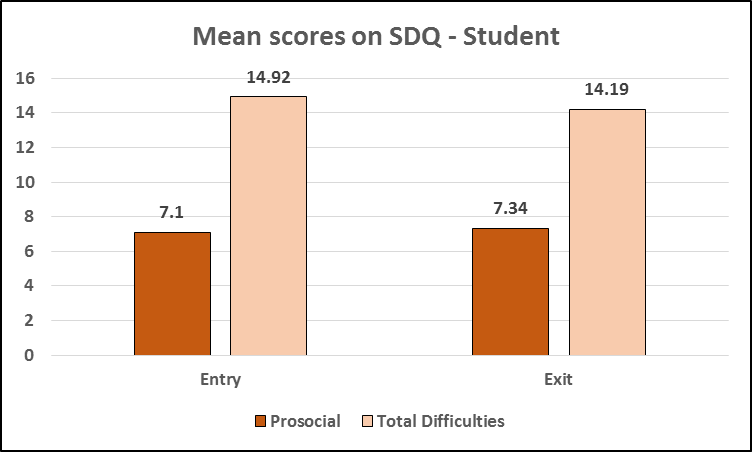 Mean scores on SDQ - Student
16
14
12
10
8
6
4
2
0
14.92
7.1
14.19
7.34
Entry
Exit
Prosocial
Total Difficulties